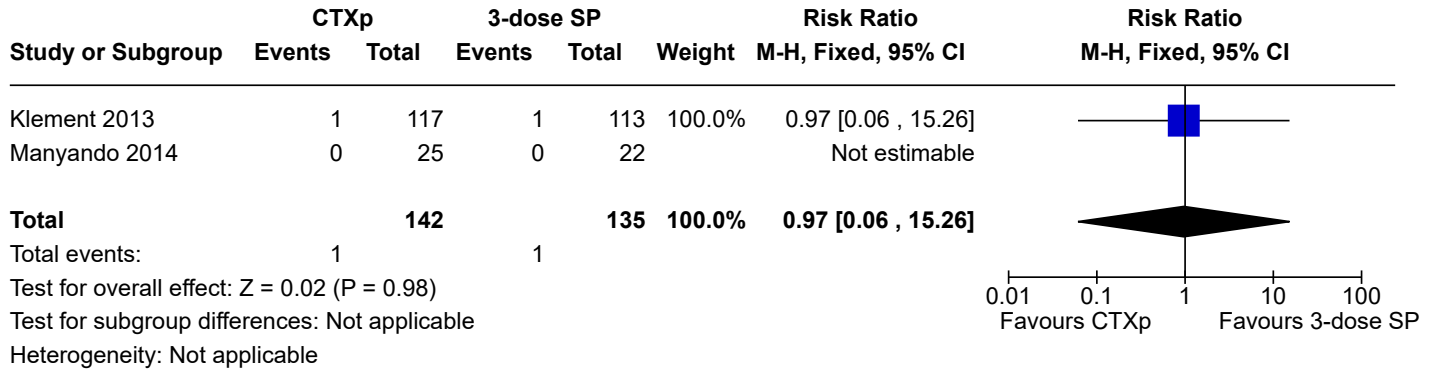 CTXp 3-dose SP Risk Ratio Risk Ratio
Study or Subgroup Events Total Events Total Weight M-H, Fixed, 95% CI M-H, Fixed, 95% CI
Klement 2013 1 117 1 113 100.0% 0.97 [0.06 , 15.26]
Manyando 2014 0 25 0 22 Not estimable
Total 142 135 100.0% 0.97 [0.06 , 15.26]
Total events: 1 1
Test for overall effect: Z = 0.02 (P = 0.98)
0.01 0.1 1 10 100
Test for subgroup differences: Not applicable Favours CTXp Favours 3-dose SP
Heterogeneity: Not applicable